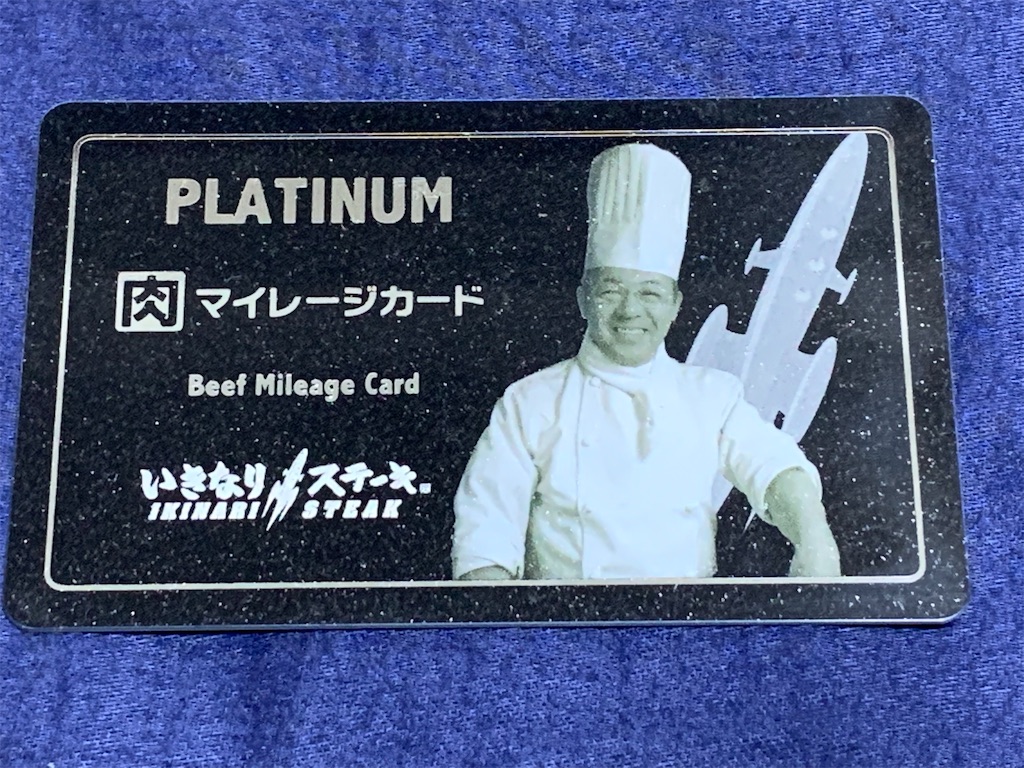 PLATINUM
肉 マイレージカード
Beef Mileage Card
いきなりステーキ®
IKINARI STEAK